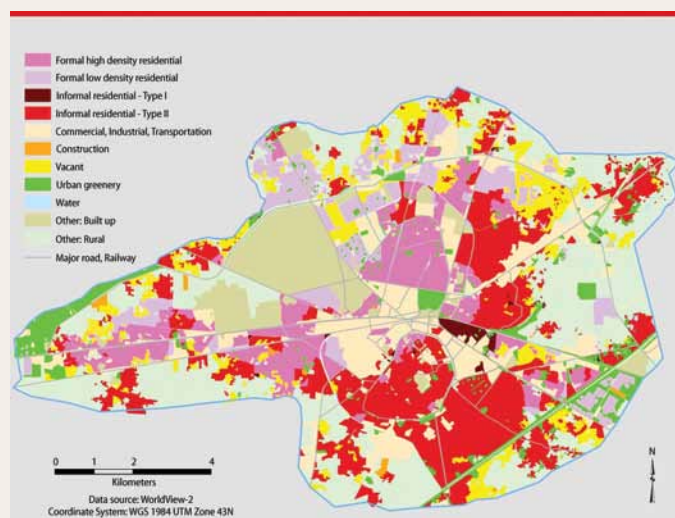 Formal high density residential
Formal low density residential
Informal residential - Type I
Informal residential - Type II
Commercial, Industrial, Transportation
Construction
Vacant
Urban greenery
Water
Other: Built up
Other: Rural
Major road, Railway
0 1 2 4
Kilometers
Data source: WorldView-2
Coordinate System: WGS 1984 UTM Zone 43N
N